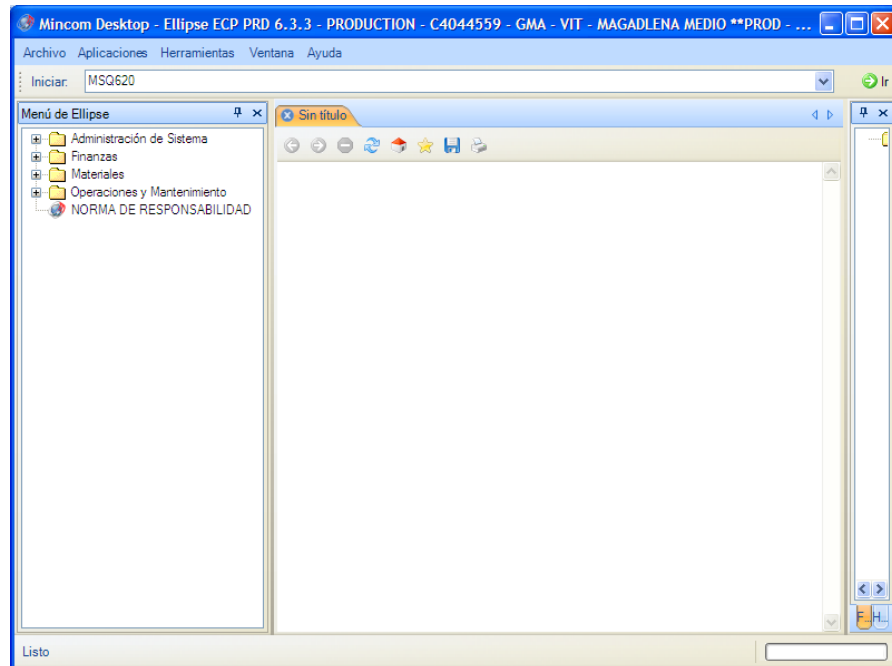 Mincom Desktop - Ellipse ECP PRD 6.3.3 - PRODUCTION - C4044559 - GMA - VIT - MAGADLENA MEDIO **PROD - ...
Archivo Aplicaciones Herramientas Ventana Ayuda
Iniciar: MSQ620 Ir
Menú de Ellipse
Sin título
Administración de Sistema
Finanzas
Materiales
Operaciones y Mantenimiento
NORMA DE RESPONSABILIDAD
F... H...
Listo